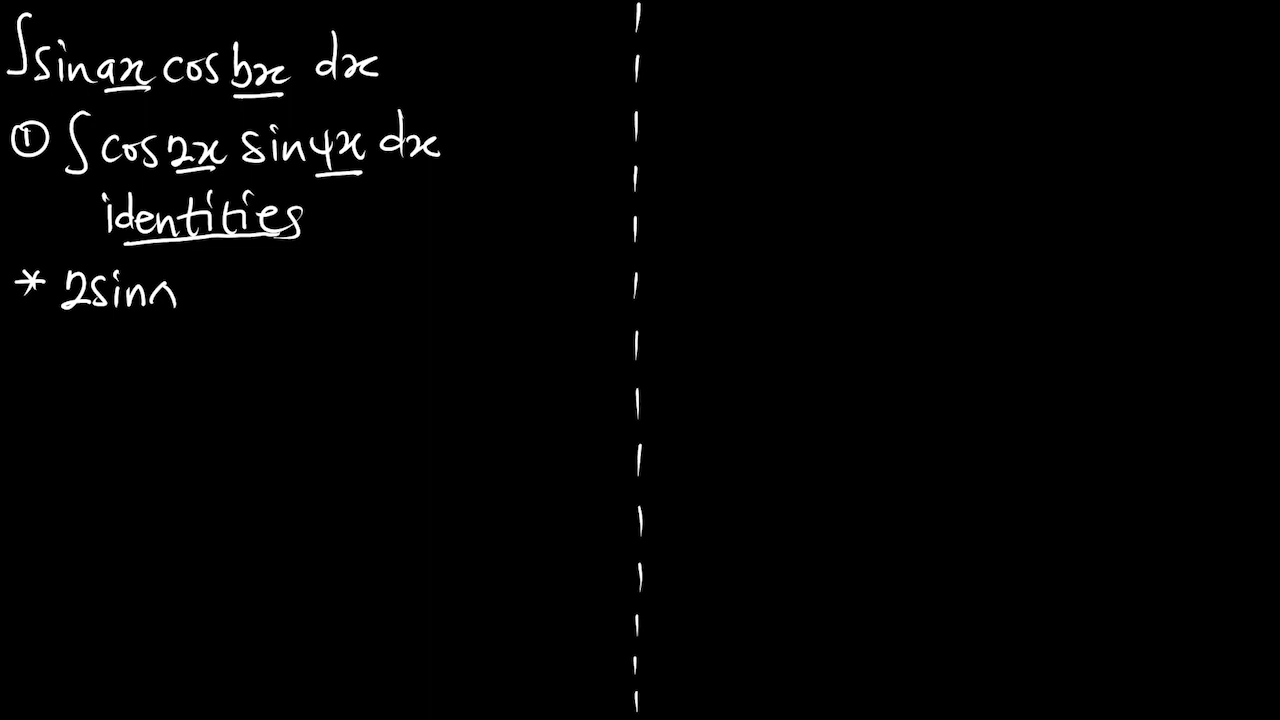 ∫sin ax cos bx dx
① ∫ cos 2x sin 4x dx
identities
* 2sin